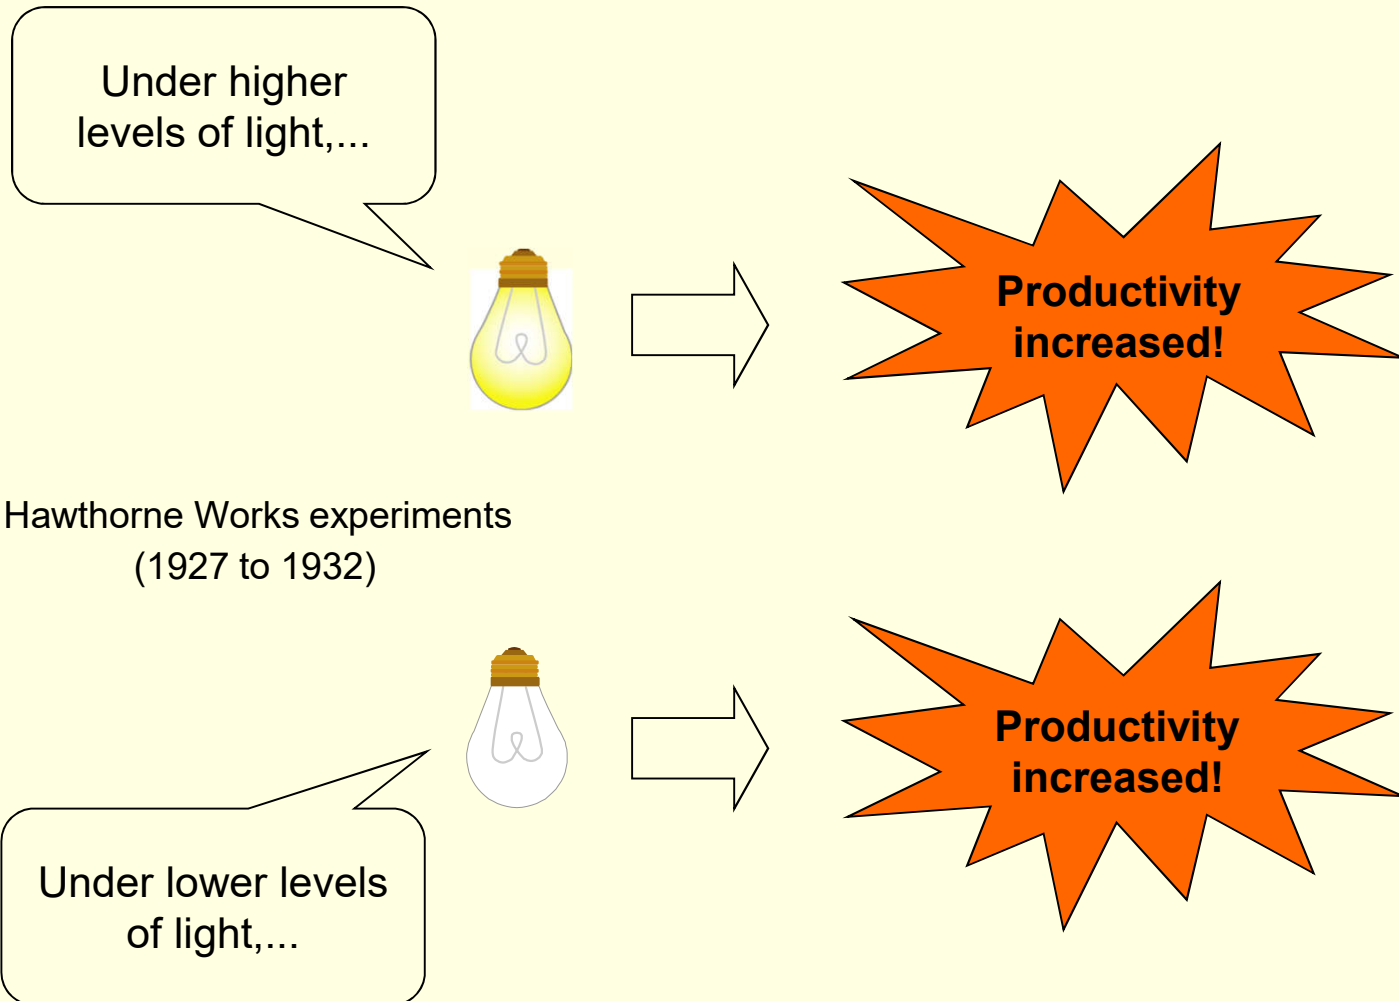 Under higher
levels of light,...
Productivity
increased!
Hawthorne Works experiments
(1927 to 1932)
Productivity
increased!
Under lower levels
of light,...